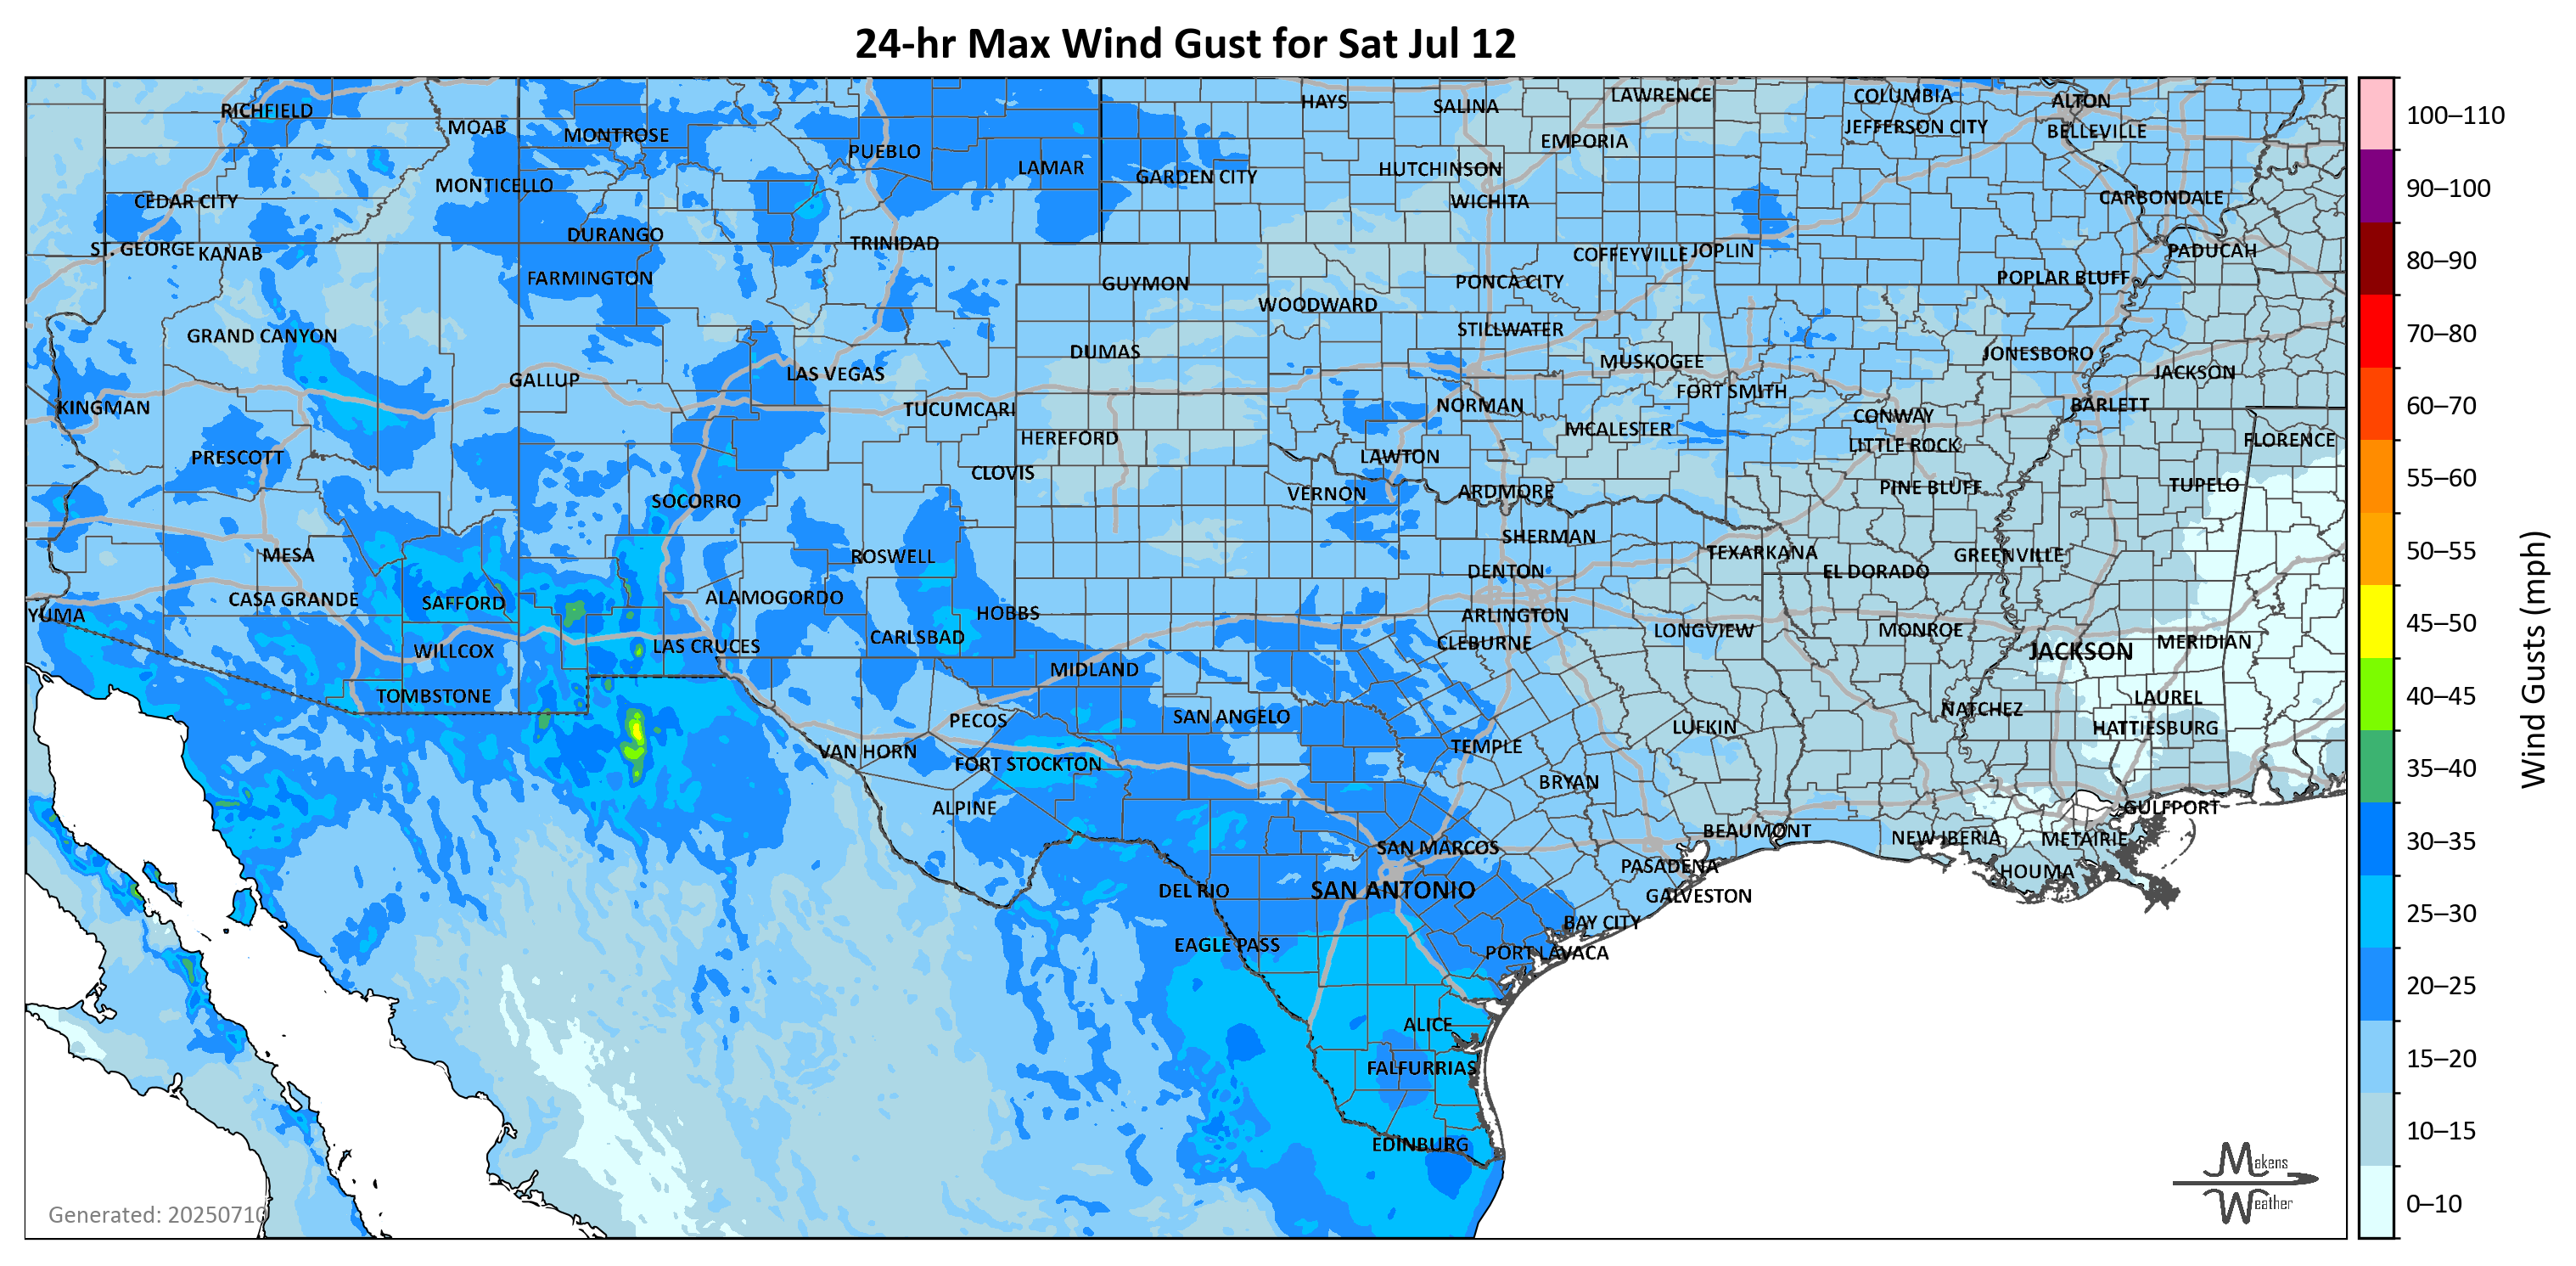 24-hr Max Wind Gust for Sat Jul 12
RICHFIELD
MOAB
MONTROSE
PUEBLO
LAMAR
HAYS
SALINA
LAWRENCE
COLUMBIA
ALTON
EMPORIA
JEFFERSON CITY
BELLEVILLE
MONTICELLO
GARDEN CITY
HUTCHINSON
CEDAR CITY
WICHITA
CARBONDALE
ST. GEORGE
KANAB
DURANGO
TRINIDAD
COFFEYVILLE
JOPLIN
PADUCAH
FARMINGTON
GUYMON
PONCA CITY
POPLAR BLUFF
WOODWARD
GRAND CANYON
STILLWATER
DUMAS
MUSKOGEE
JONESBORO
GALLUP
LAS VEGAS
FORT SMITH
JACKSON
KINGMAN
TUCUMCARI
NORMAN
CONWAY
BARLETT
HEREFORD
MCALESTER
LITTLE ROCK
FLORENCE
PRESCOTT
CLOVIS
LAWTON
SOCORRO
VERNON
ARDMORE
PINE BLUFF
TUPELO
MESA
ROSWELL
SHERMAN
TEXARKANA
GREENVILLE
CASA GRANDE
SAFFORD
ALAMOGORDO
DENTON
EL DORADO
YUMA
HOBBS
ARLINGTON
WILLCOX
LAS CRUCES
CARLSBAD
CLEBURNE
LONGVIEW
MONROE
JACKSON
MERIDIAN
TOMBSTONE
MIDLAND
LAUREL
PECOS
SAN ANGELO
NATCHEZ
VAN HORN
FORT STOCKTON
TEMPLE
LUFKIN
HATTIESBURG
ALPINE
BRYAN
GULFPORT
SAN MARCOS
BEAUMONT
NEW IBERIA
METAIRIE
DEL RIO
SAN ANTONIO
PASADENA
HOUMA
GALVESTON
EAGLE PASS
BAY CITY
PORT LAVACA
ALICE
FALFURRIAS
EDINBURG
Generated: 20250710
Makens
Weather
100–110
90–100
80–90
70–80
60–70
55–60
50–55
45–50
40–45
35–40
30–35
25–30
20–25
15–20
10–15
0–10
Wind Gusts (mph)